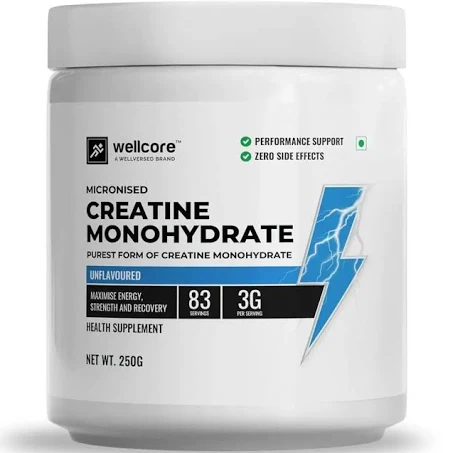 wellcore™
A WELLVERSED BRAND
PERFORMANCE SUPPORT
ZERO SIDE EFFECTS
MICRONISED
CREATINE
MONOHYDRATE
PUREST FORM OF CREATINE MONOHYDRATE
UNFLAVOURED
MAXIMISE ENERGY,
STRENGTH AND RECOVERY
83
SERVINGS
3G
PER SERVING
HEALTH SUPPLEMENT
NET WT. 250G